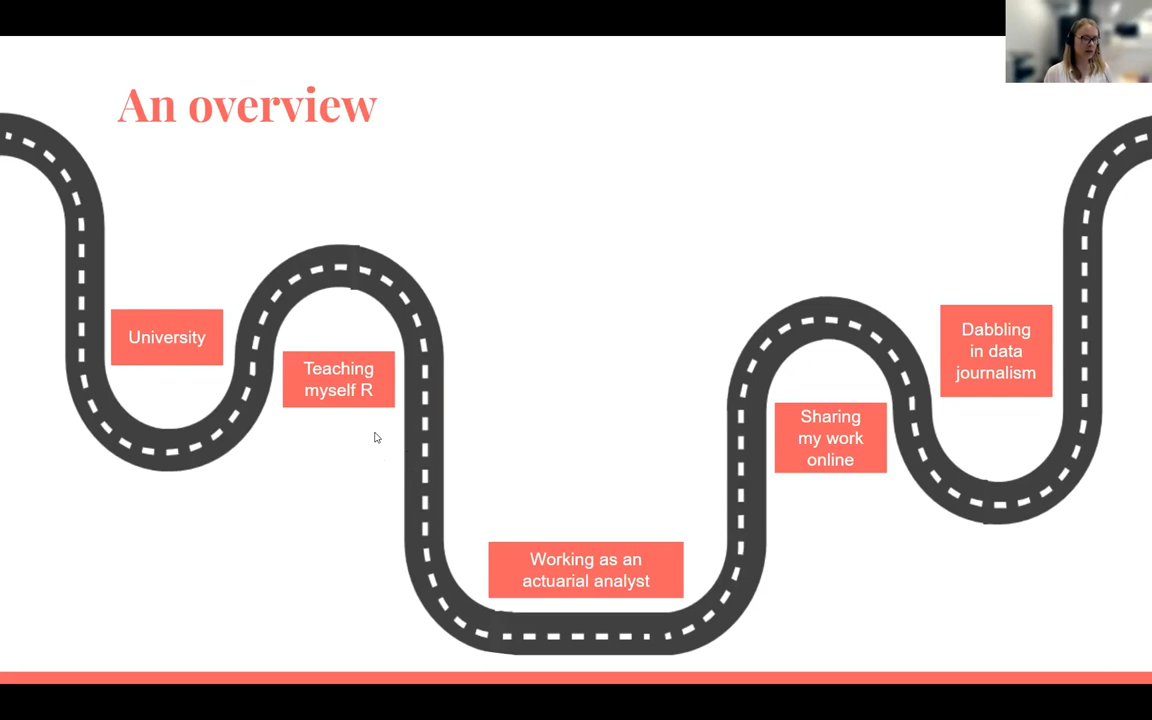 An overview
University
Teaching
myself R
Working as an
actuarial analyst
Sharing
my work
online
Dabbling
in data
journalism